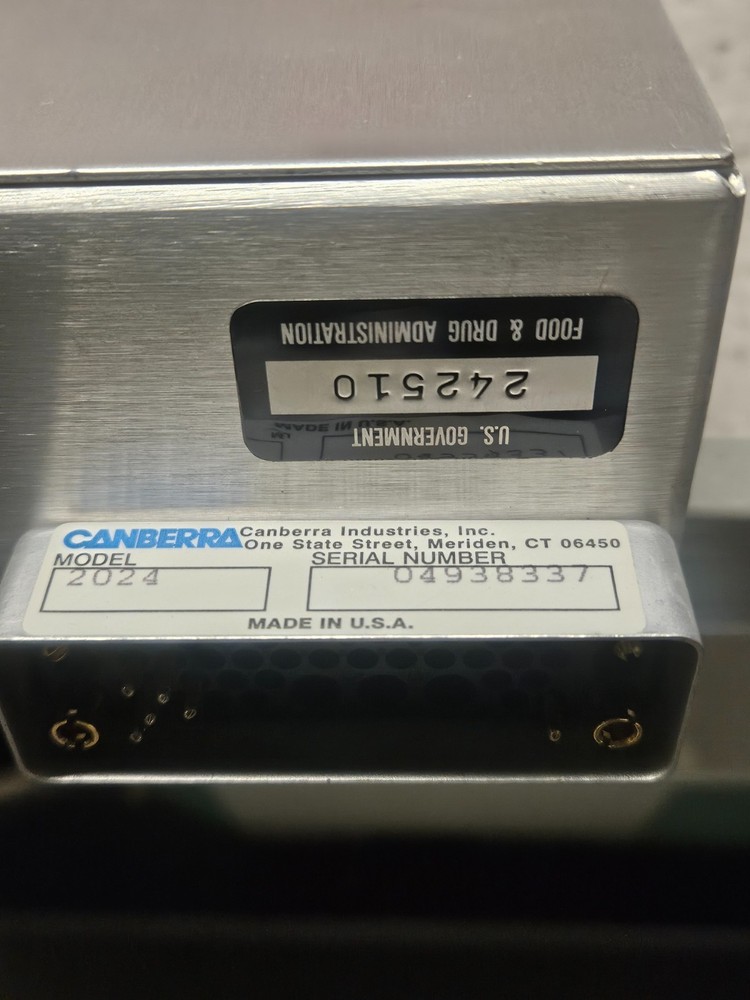 U.S. GOVERNMENT
242510
FOOD & DRUG ADMINISTRATION
CANBERRA Canberra Industries, Inc.
One State Street, Meriden, CT 06450
MODEL SERIAL NUMBER
2024 04938337
MADE IN U.S.A.